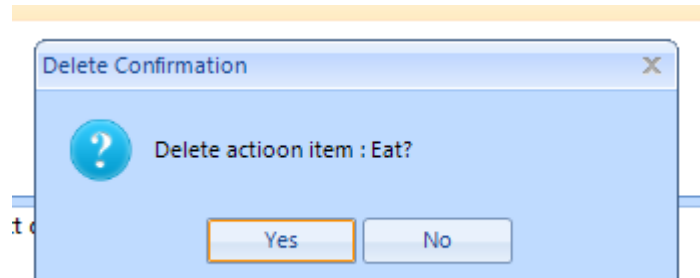 Delete Confirmation
Delete actioon item : Eat?
Yes
No